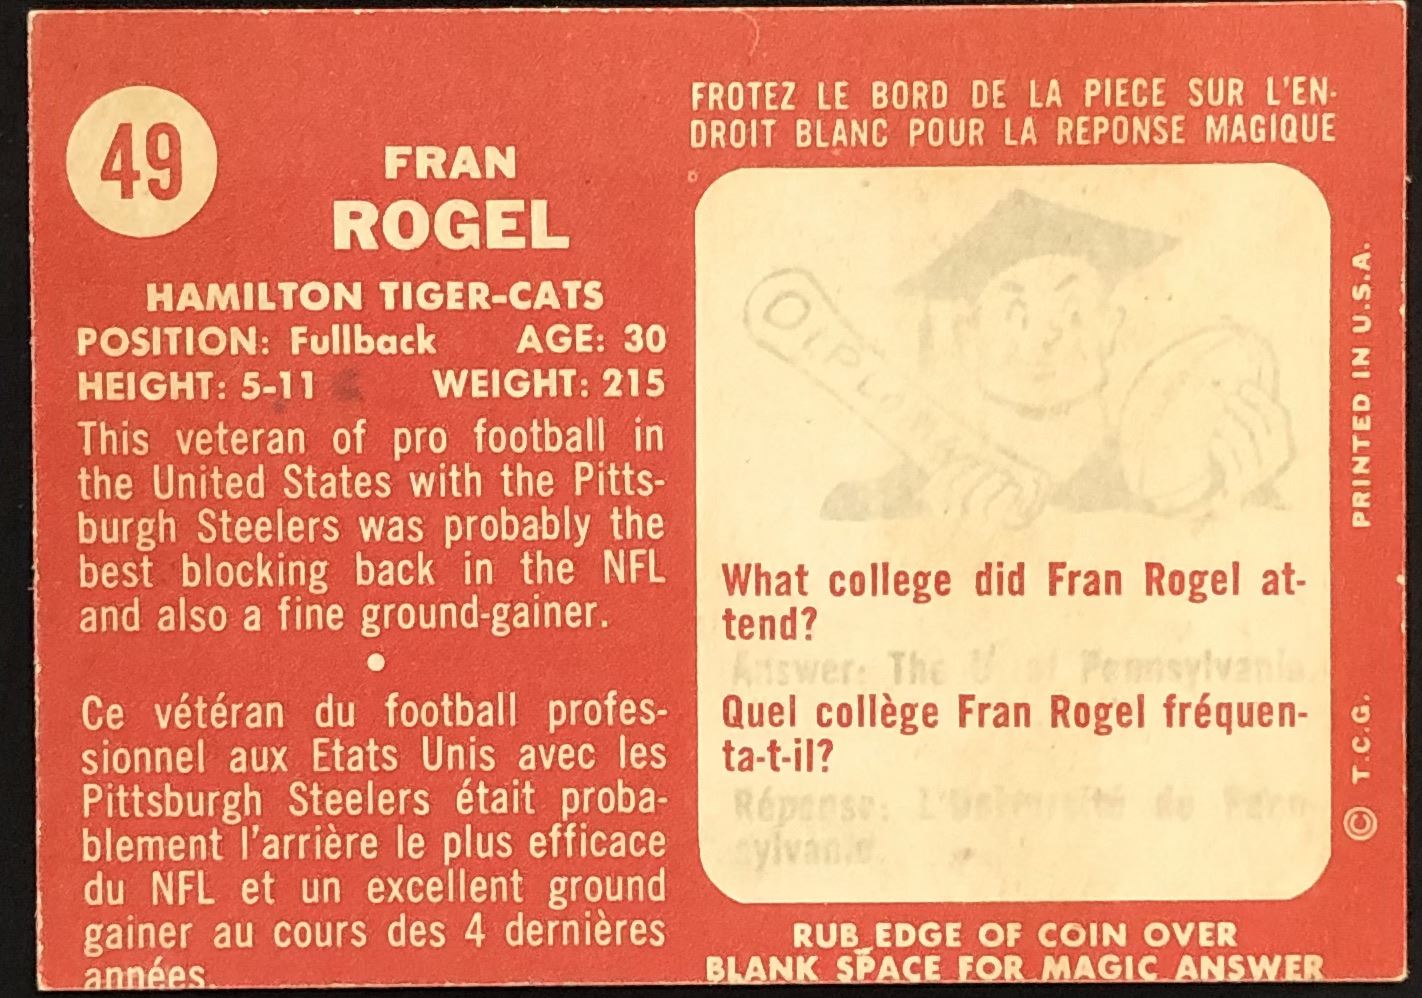 49
FRAN
ROGEL
HAMILTON TIGER-CATS
POSITION: Fullback AGE: 30
HEIGHT: 5-11 WEIGHT: 215
This veteran of pro football in
the United States with the Pitts-
burgh Steelers was probably the
best blocking back in the NFL
and also a fine ground-gainer.
Ce vétéran du football profes-
sionnel aux Etats Unis avec les
Pittsburgh Steelers était proba-
blement l'arrière le plus efficace
du NFL et un excellent ground
gainer au cours des 4 dernières
années.
FROTEZ LE BORD DE LA PIECE SUR L'EN-
DROIT BLANC POUR LA REPONSE MAGIQUE
DIPLOMA
What college did Fran Rogel at-
tend?
Answer: The U of Pennsylvania.
Quel collège Fran Rogel fréquen-
ta-t-il?
Réponse: L'Université de Penn-
sylvanie.
RUB EDGE OF COIN OVER
BLANK SPACE FOR MAGIC ANSWER
© T.C.G. PRINTED IN U.S.A.